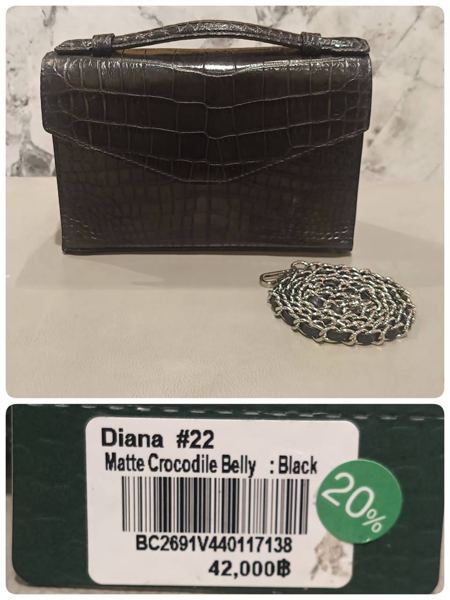 Diana #22
Matte Crocodile Belly : Black
20%
BC2691V440117138
42,000฿